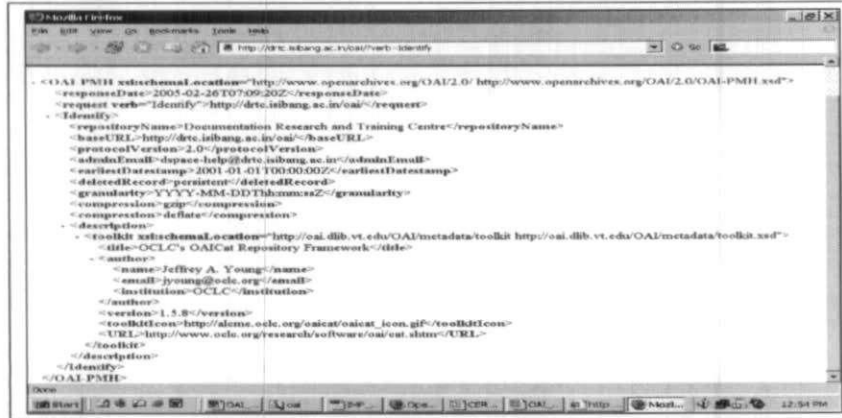 Mozilla Firefox
File Edit View Go Bookmarks Tools Help
http://drtc.isibang.ac.in/oai/?verb=Identify Go
- <OAI-PMH xsi:schemaLocation="http://www.openarchives.org/OAI/2.0/ http://www.openarchives.org/OAI/2.0/OAI-PMH.xsd">
<responseDate>2005-02-26T07:09:20Z</responseDate>
<request verb="Identify">http://drtc.isibang.ac.in/oai/</request>
- <Identify>
<repositoryName>Documentation Research and Training Centre</repositoryName>
<baseURL>http://drtc.isibang.ac.in/oai/</baseURL>
<protocolVersion>2.0</protocolVersion>
<adminEmail>dspace-help@drtc.isibang.ac.in</adminEmail>
<earliestDatestamp>2001-01-01T00:00:00Z</earliestDatestamp>
<deletedRecord>persistent</deletedRecord>
<granularity>YYYY-MM-DDThh:mm:ssZ</granularity>
<compression>gzip</compression>
<compression>deflate</compression>
- <description>
- <toolkit xsi:schemaLocation="http://oai.dlib.vt.edu/OAI/metadata/toolkit http://oai.dlib.vt.edu/OAI/metadata/toolkit.xsd">
<title>OCLC's OAICat Repository Framework</title>
- <author>
<name>Jeffrey A. Young</name>
<email>jyoung@oclc.org</email>
<institution>OCLC</institution>
</author>
<version>1.5.8</version>
<toolkitIcon>http://alcme.oclc.org/oaicat/oaicat_icon.gif</toolkitIcon>
<URL>http://www.oclc.org/research/software/oai/cat.shtm</URL>
</toolkit>
</description>
</Identify>
</OAI-PMH>
Done
Start OAI... oai Ope... CER... OAI... http... Mozil... 12:54 PM